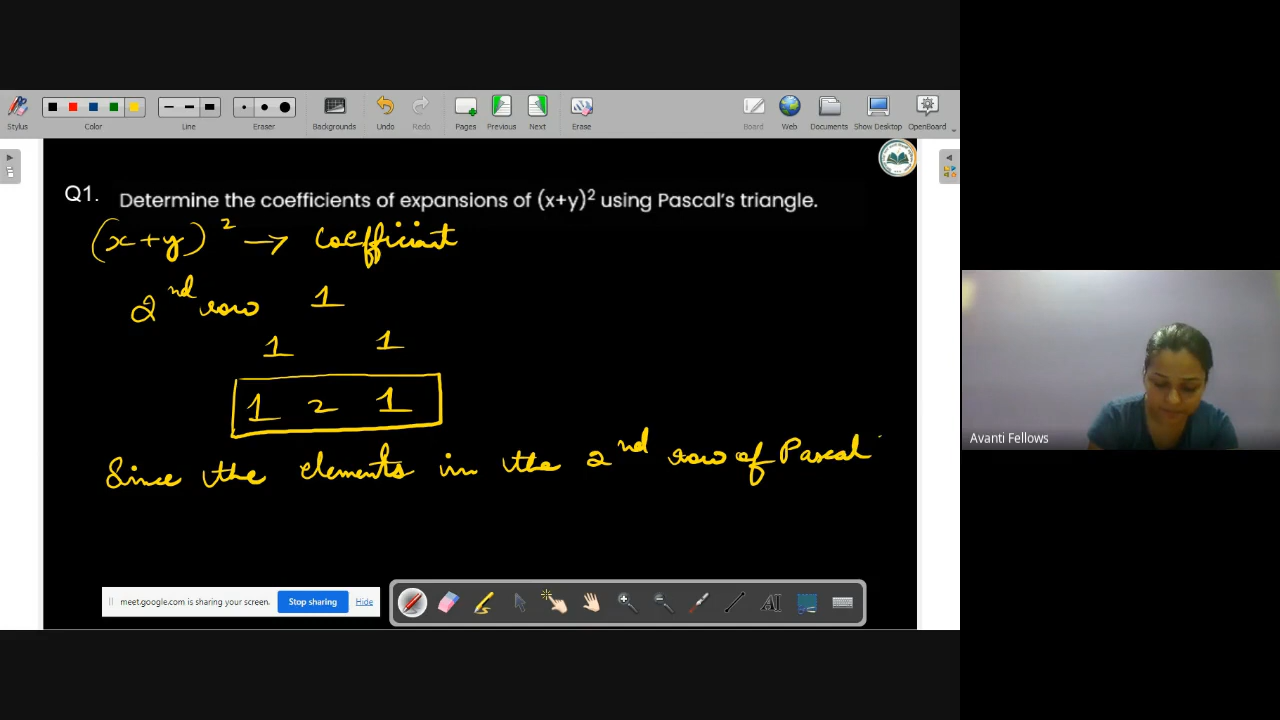 Stylus Color Line Eraser Backgrounds Undo Redo Pages Previous Next Erase Board Web Documents Show Desktop OpenBoard
Q1. Determine the coefficients of expansions of (x+y)² using Pascal's triangle.
(x+y)² → Coefficient
2nd row 1
1 1
1 2 1
Since the elements in the 2nd row of Pascal '
Avanti Fellows
meet.google.com is sharing your screen. Stop sharing Hide
AI